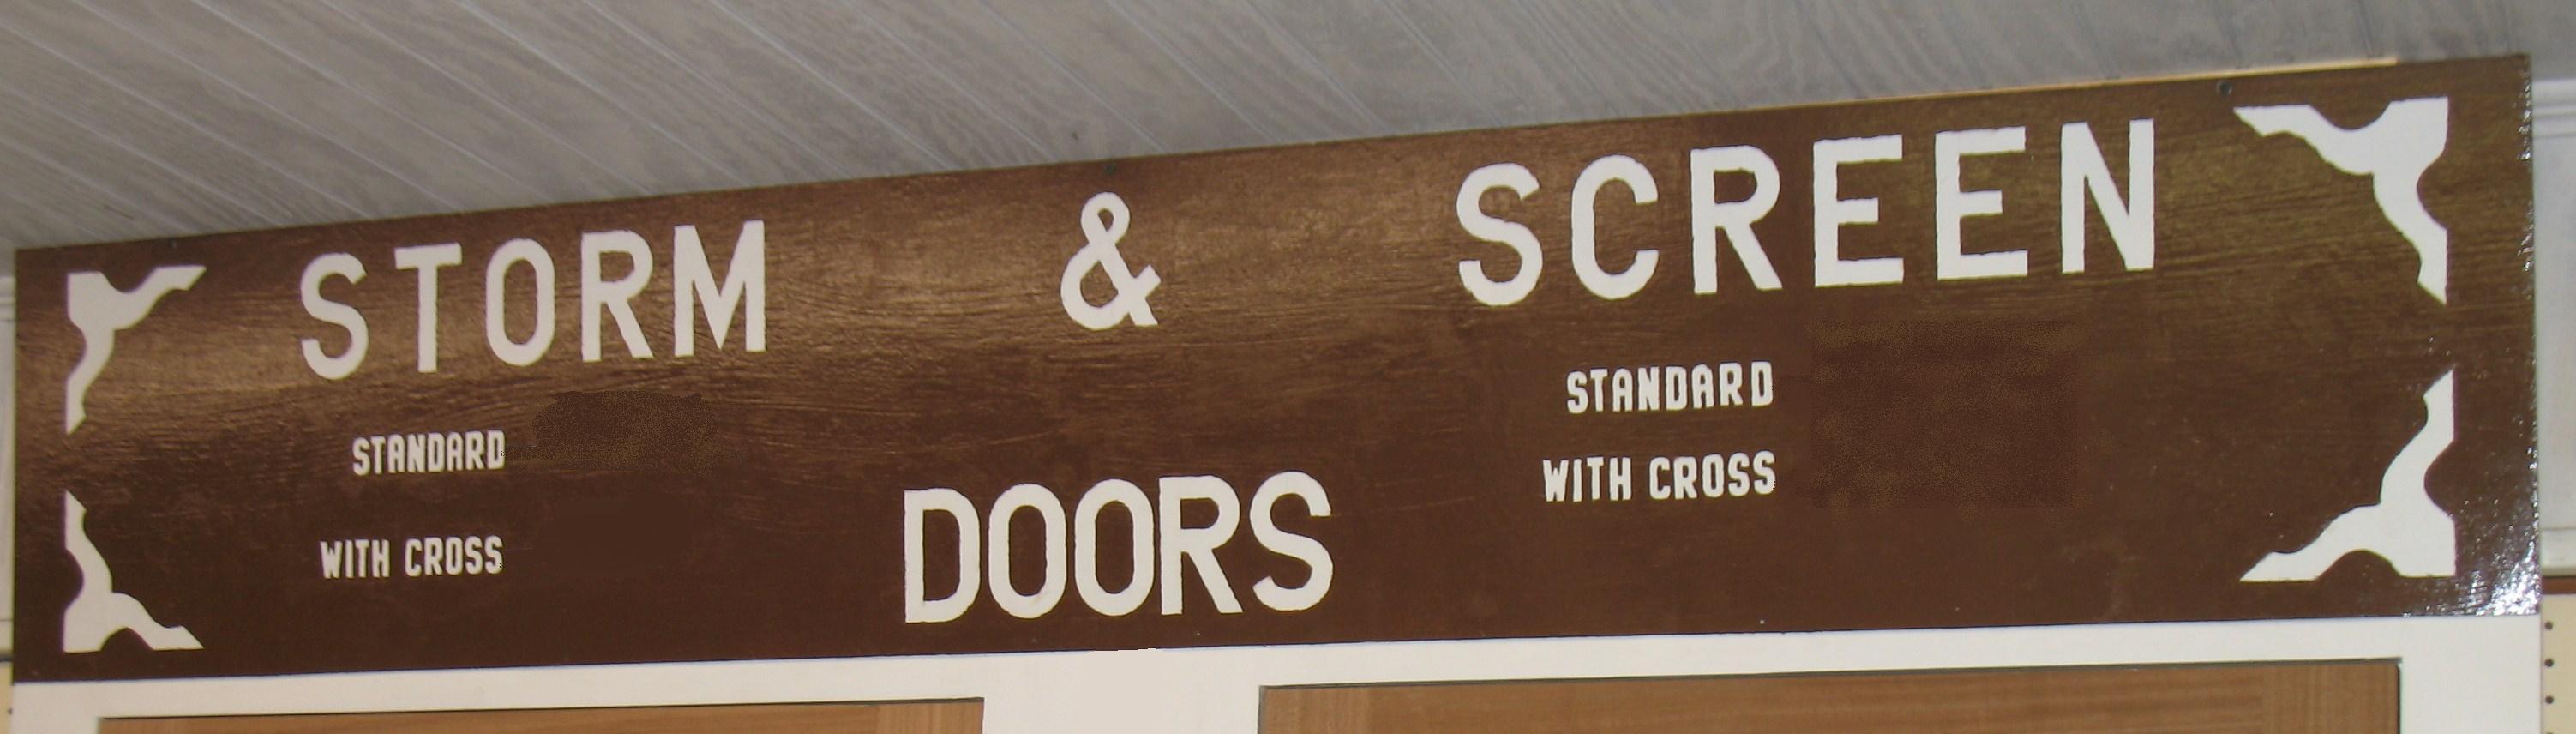 STORM & SCREEN
STANDARD
WITH CROSS
DOORS
STANDARD
WITH CROSS